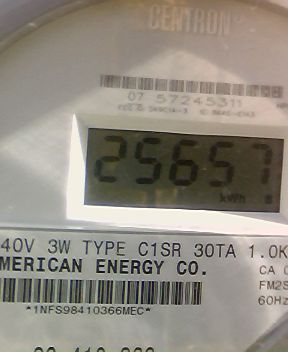 CENTRON
07 57245311
25657
kWh
40V 3W TYPE C1SR 30TA 1.0K
MERICAN ENERGY CO.
CA 0
FM2S
60Hz
*1NFS98410366MEC*